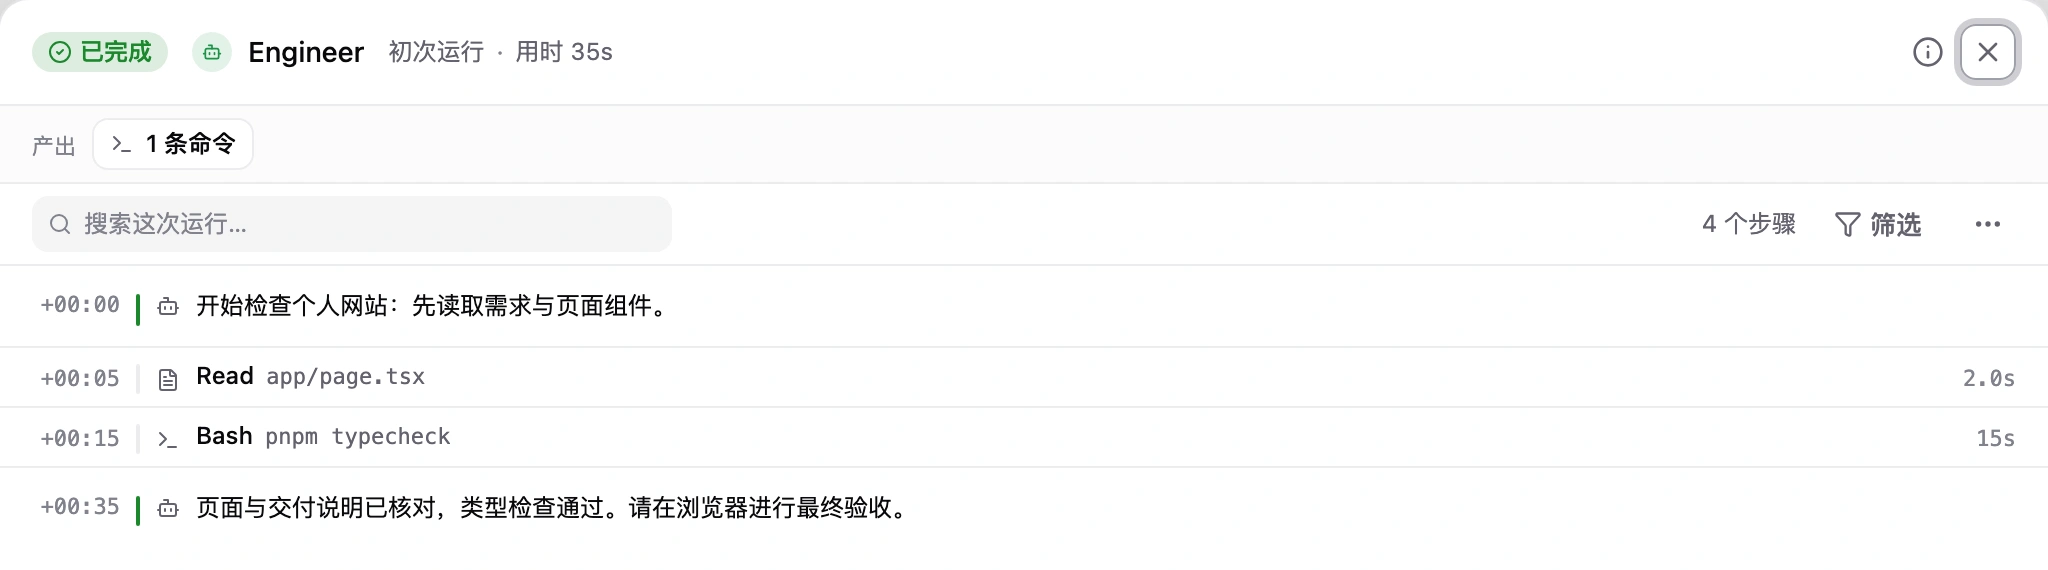 已完成 Engineer 初次运行 · 用时 35s
产出 1 条命令
搜索这次运行... 4 个步骤 筛选
+00:00 开始检查个人网站：先读取需求与页面组件。
+00:05 Read app/page.tsx 2.0s
+00:15 Bash pnpm typecheck 15s
+00:35 页面与交付说明已核对，类型检查通过。请在浏览器进行最终验收。